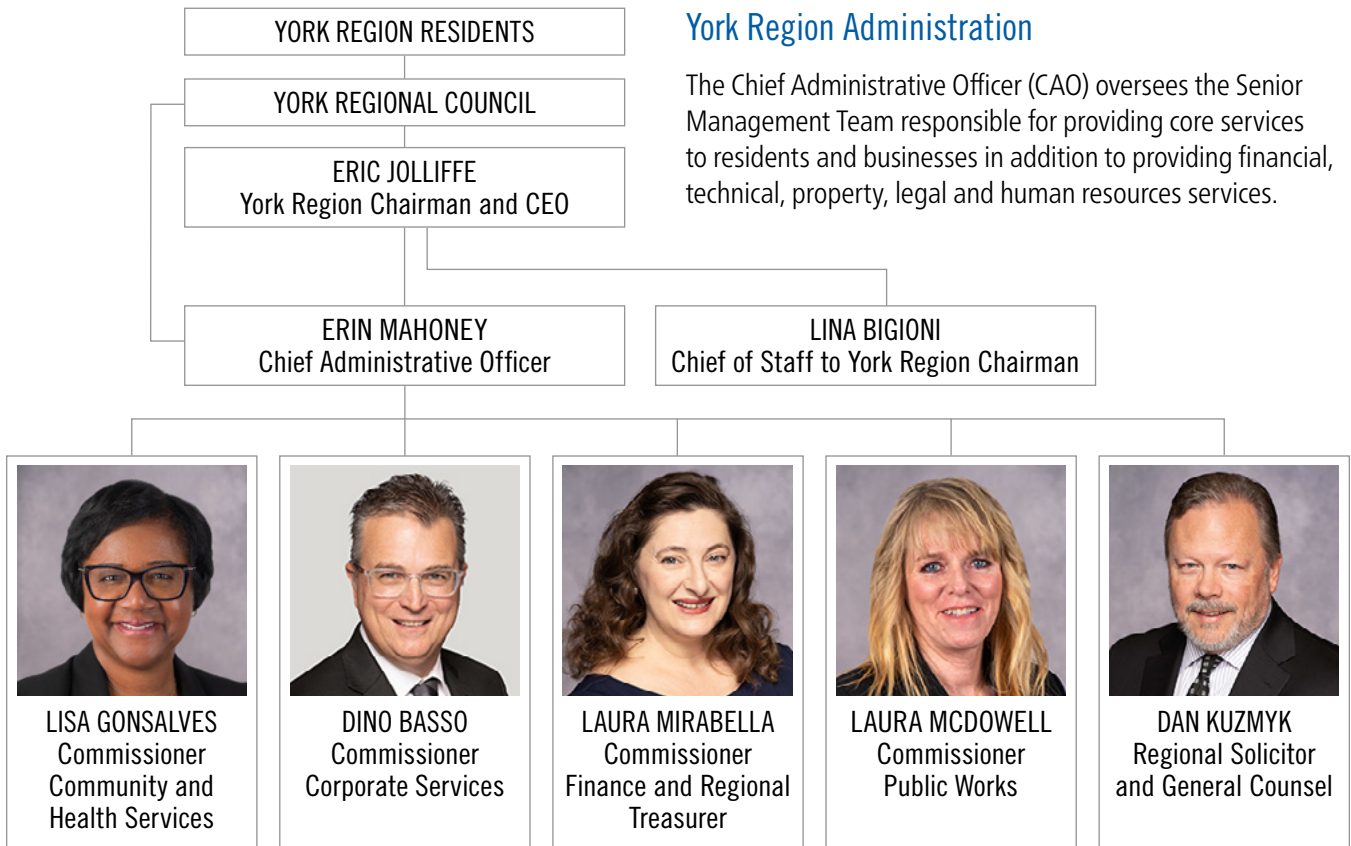 YORK REGION RESIDENTS
YORK REGIONAL COUNCIL
ERIC JOLLIFFE
York Region Chairman and CEO
York Region Administration
The Chief Administrative Officer (CAO) oversees the Senior
Management Team responsible for providing core services
to residents and businesses in addition to providing financial,
technical, property, legal and human resources services.
ERIN MAHONEY
Chief Administrative Officer
LINA BIGIONI
Chief of Staff to York Region Chairman
LISA GONSALVES
Commissioner
Community and
Health Services
DINO BASSO
Commissioner
Corporate Services
LAURA MIRABELLA
Commissioner
Finance and Regional
Treasurer
LAURA MCDOWELL
Commissioner
Public Works
DAN KUZMYK
Regional Solicitor
and General Counsel